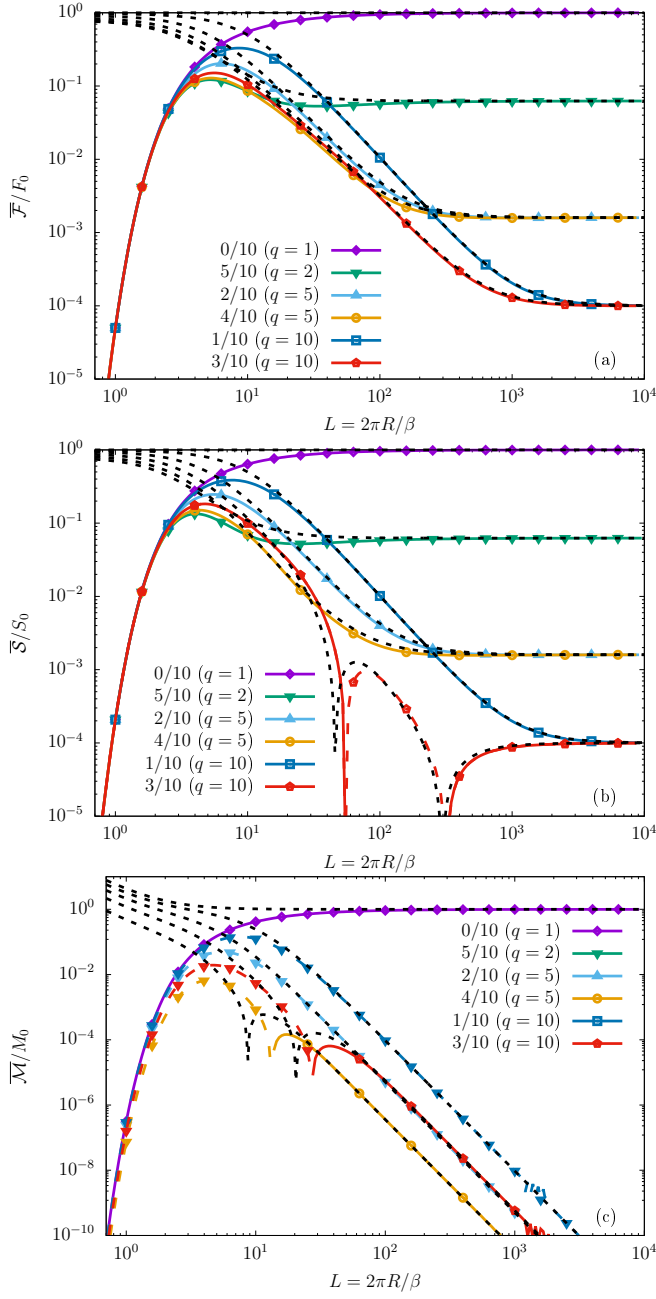 10^0
10^{-1}
10^{-2}
10^{-3}
10^{-4}
10^{-5}
\overline{\mathcal{F}}/F_0
0/10 (q = 1)
5/10 (q = 2)
2/10 (q = 5)
4/10 (q = 5)
1/10 (q = 10)
3/10 (q = 10)
(a)
10^0 10^1 10^2 10^3 10^4
L = 2πR/β
10^0
10^{-1}
10^{-2}
10^{-3}
10^{-4}
10^{-5}
\overline{\mathcal{S}}/S_0
0/10 (q = 1)
5/10 (q = 2)
2/10 (q = 5)
4/10 (q = 5)
1/10 (q = 10)
3/10 (q = 10)
(b)
10^0 10^1 10^2 10^3 10^4
L = 2πR/β
10^0
10^{-2}
10^{-4}
10^{-6}
10^{-8}
10^{-10}
\overline{\mathcal{M}}/M_0
0/10 (q = 1)
5/10 (q = 2)
2/10 (q = 5)
4/10 (q = 5)
1/10 (q = 10)
3/10 (q = 10)
(c)
10^0 10^1 10^2 10^3 10^4
L = 2πR/β